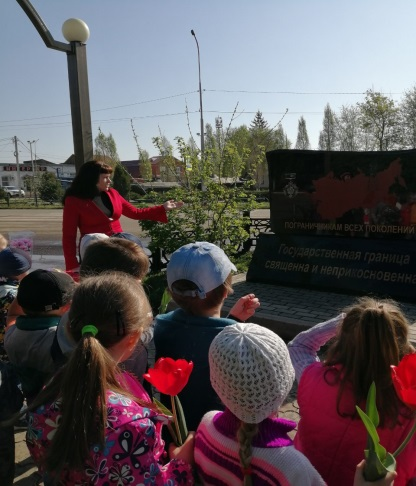 ПОГРАНИЧНИКАМ ВСЕХ ПОКОЛЕНИЙ
Государственная граница
священна и неприкосновенна